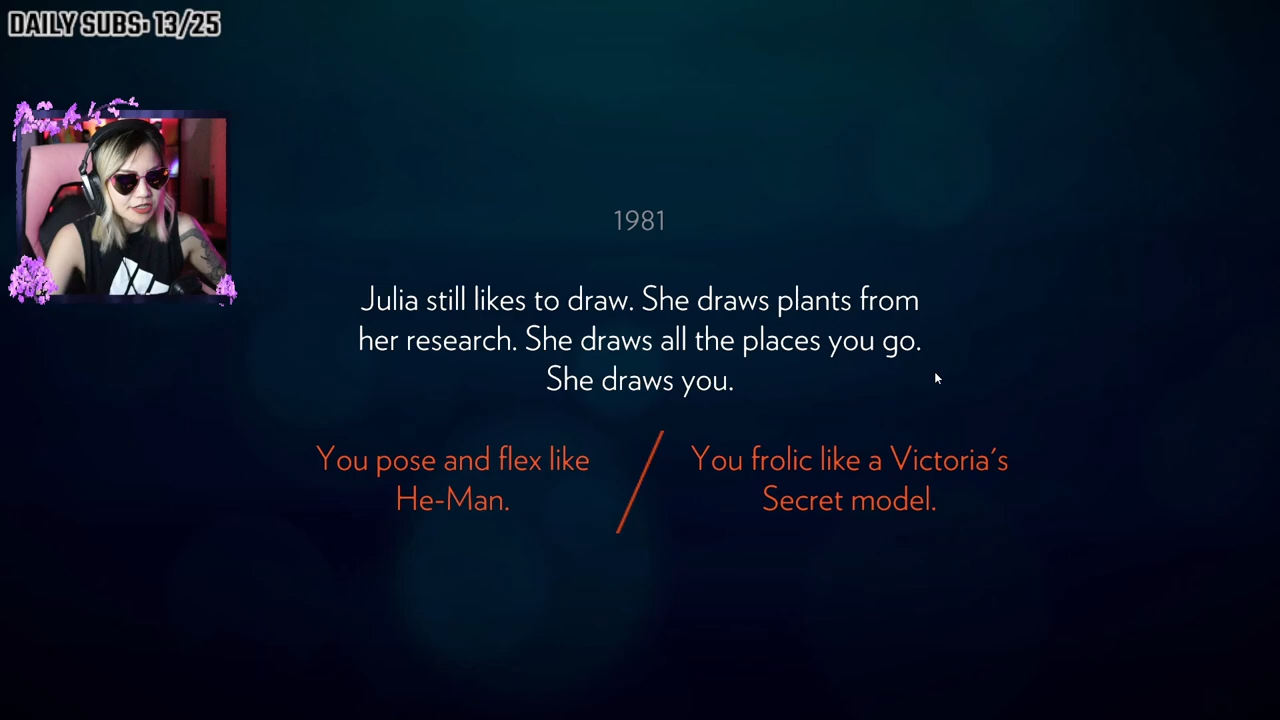 DAILY SUBS: 13/25
1981
Julia still likes to draw. She draws plants from
her research. She draws all the places you go.
She draws you.
You pose and flex like
He-Man.
You frolic like a Victoria's
Secret model.